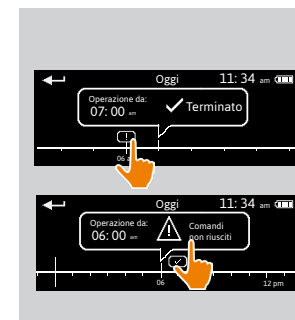 Oggi 11: 34 am
Operazione da:
07: 00 am
Terminato
06 a
Oggi 11: 34 am
Operazione da:
06: 00 am
Comandi
non riusciti
06
12 pm